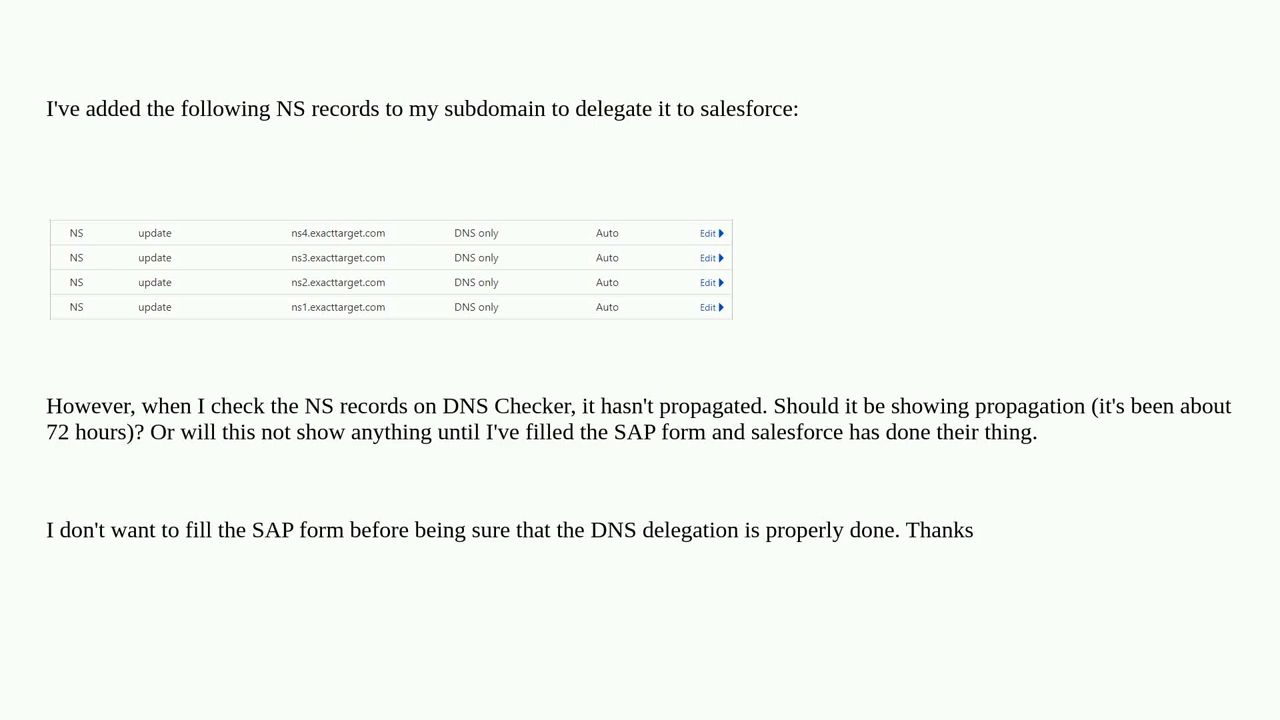 I've added the following NS records to my subdomain to delegate it to salesforce:
NS update ns4.exacttarget.com DNS only Auto Edit
NS update ns3.exacttarget.com DNS only Auto Edit
NS update ns2.exacttarget.com DNS only Auto Edit
NS update ns1.exacttarget.com DNS only Auto Edit
However, when I check the NS records on DNS Checker, it hasn't propagated. Should it be showing propagation (it's been about
72 hours)? Or will this not show anything until I've filled the SAP form and salesforce has done their thing.
I don't want to fill the SAP form before being sure that the DNS delegation is properly done. Thanks